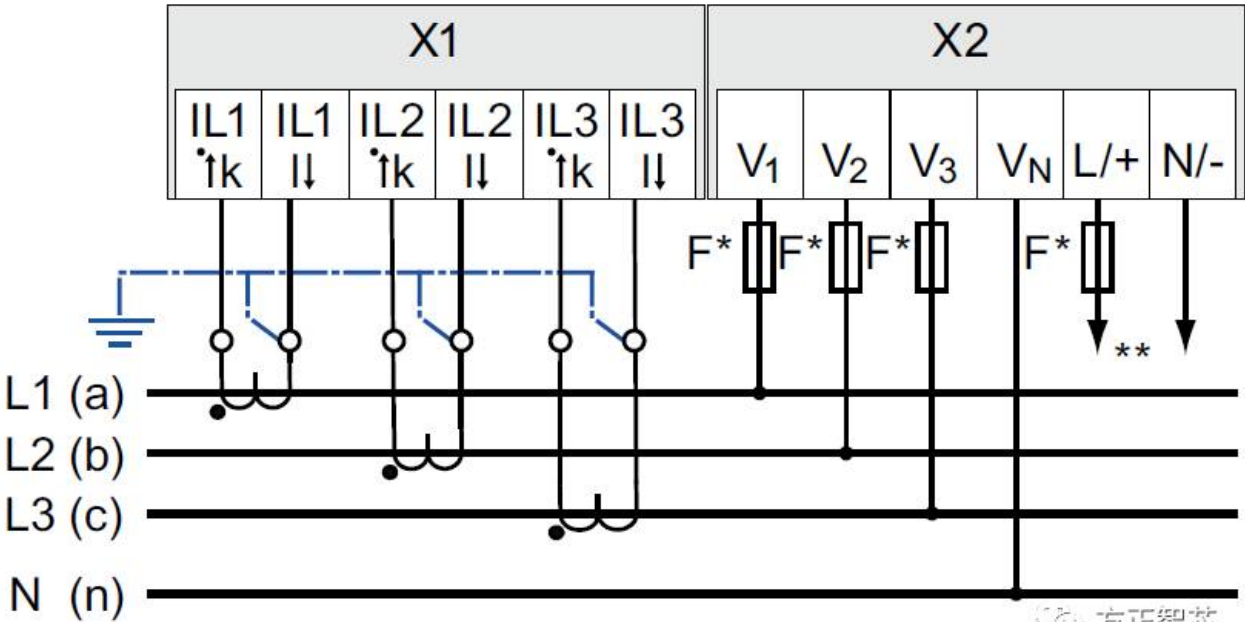 X1 X2
IL1 IL1 IL2 IL2 IL3 IL3
•↑k l↓ •↑k l↓ •↑k l↓ V1 V2 V3 VN L/+ N/-
F* F* F* F*
**
L1 (a)
L2 (b)
L3 (c)
N (n)